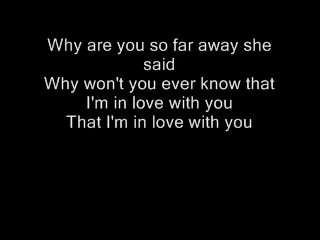 Why are you so far away she
said
Why won't you ever know that
I'm in love with you
That I'm in love with you